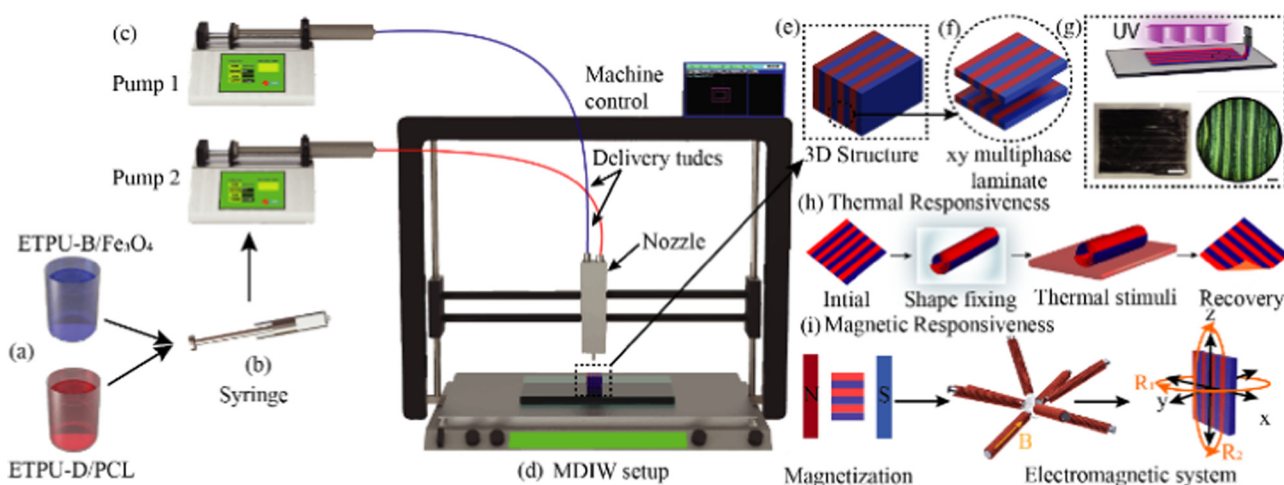 (c)
Pump 1
Pump 2
ETPU-B/Fe₃O₄
(a)
(b)
Syringe
ETPU-D/PCL
Machine
control
Delivery tudes
Nozzle
(d) MDIW setup
(e)
3D Structure
(f)
xy multiphase
laminate
(g)
UV
(h) Thermal Responsiveness
Intial
Shape fixing
Thermal stimuli
Recovery
(i) Magnetic Responsiveness
N
S
Magnetization
B
Electromagnetic system
z
R₁
y
x
R₂